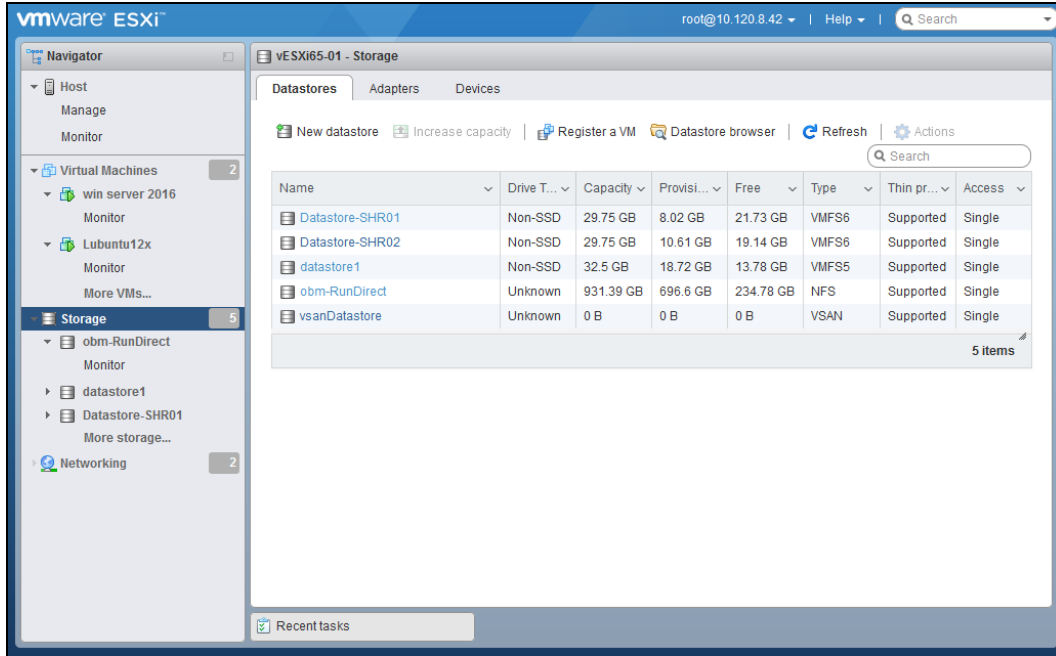 vmware ESXi™
root@10.120.8.42 | Help | Search
Navigator
Host
Manage
Monitor
Virtual Machines 2
win server 2016
Monitor
Lubuntu12x
Monitor
More VMs...
Storage 5
obm-RunDirect
Monitor
datastore1
Datastore-SHR01
More storage...
Networking 2
vESXi65-01 - Storage
Datastores Adapters Devices
New datastore Increase capacity | Register a VM Datastore browser | Refresh | Actions
Search
Name Drive T... Capacity Provisi... Free Type Thin pr... Access
Datastore-SHR01 Non-SSD 29.75 GB 8.02 GB 21.73 GB VMFS6 Supported Single
Datastore-SHR02 Non-SSD 29.75 GB 10.61 GB 19.14 GB VMFS6 Supported Single
datastore1 Non-SSD 32.5 GB 18.72 GB 13.78 GB VMFS5 Supported Single
obm-RunDirect Unknown 931.39 GB 696.6 GB 234.78 GB NFS Supported Single
vsanDatastore Unknown 0 B 0 B 0 B VSAN Supported Single
5 items
Recent tasks